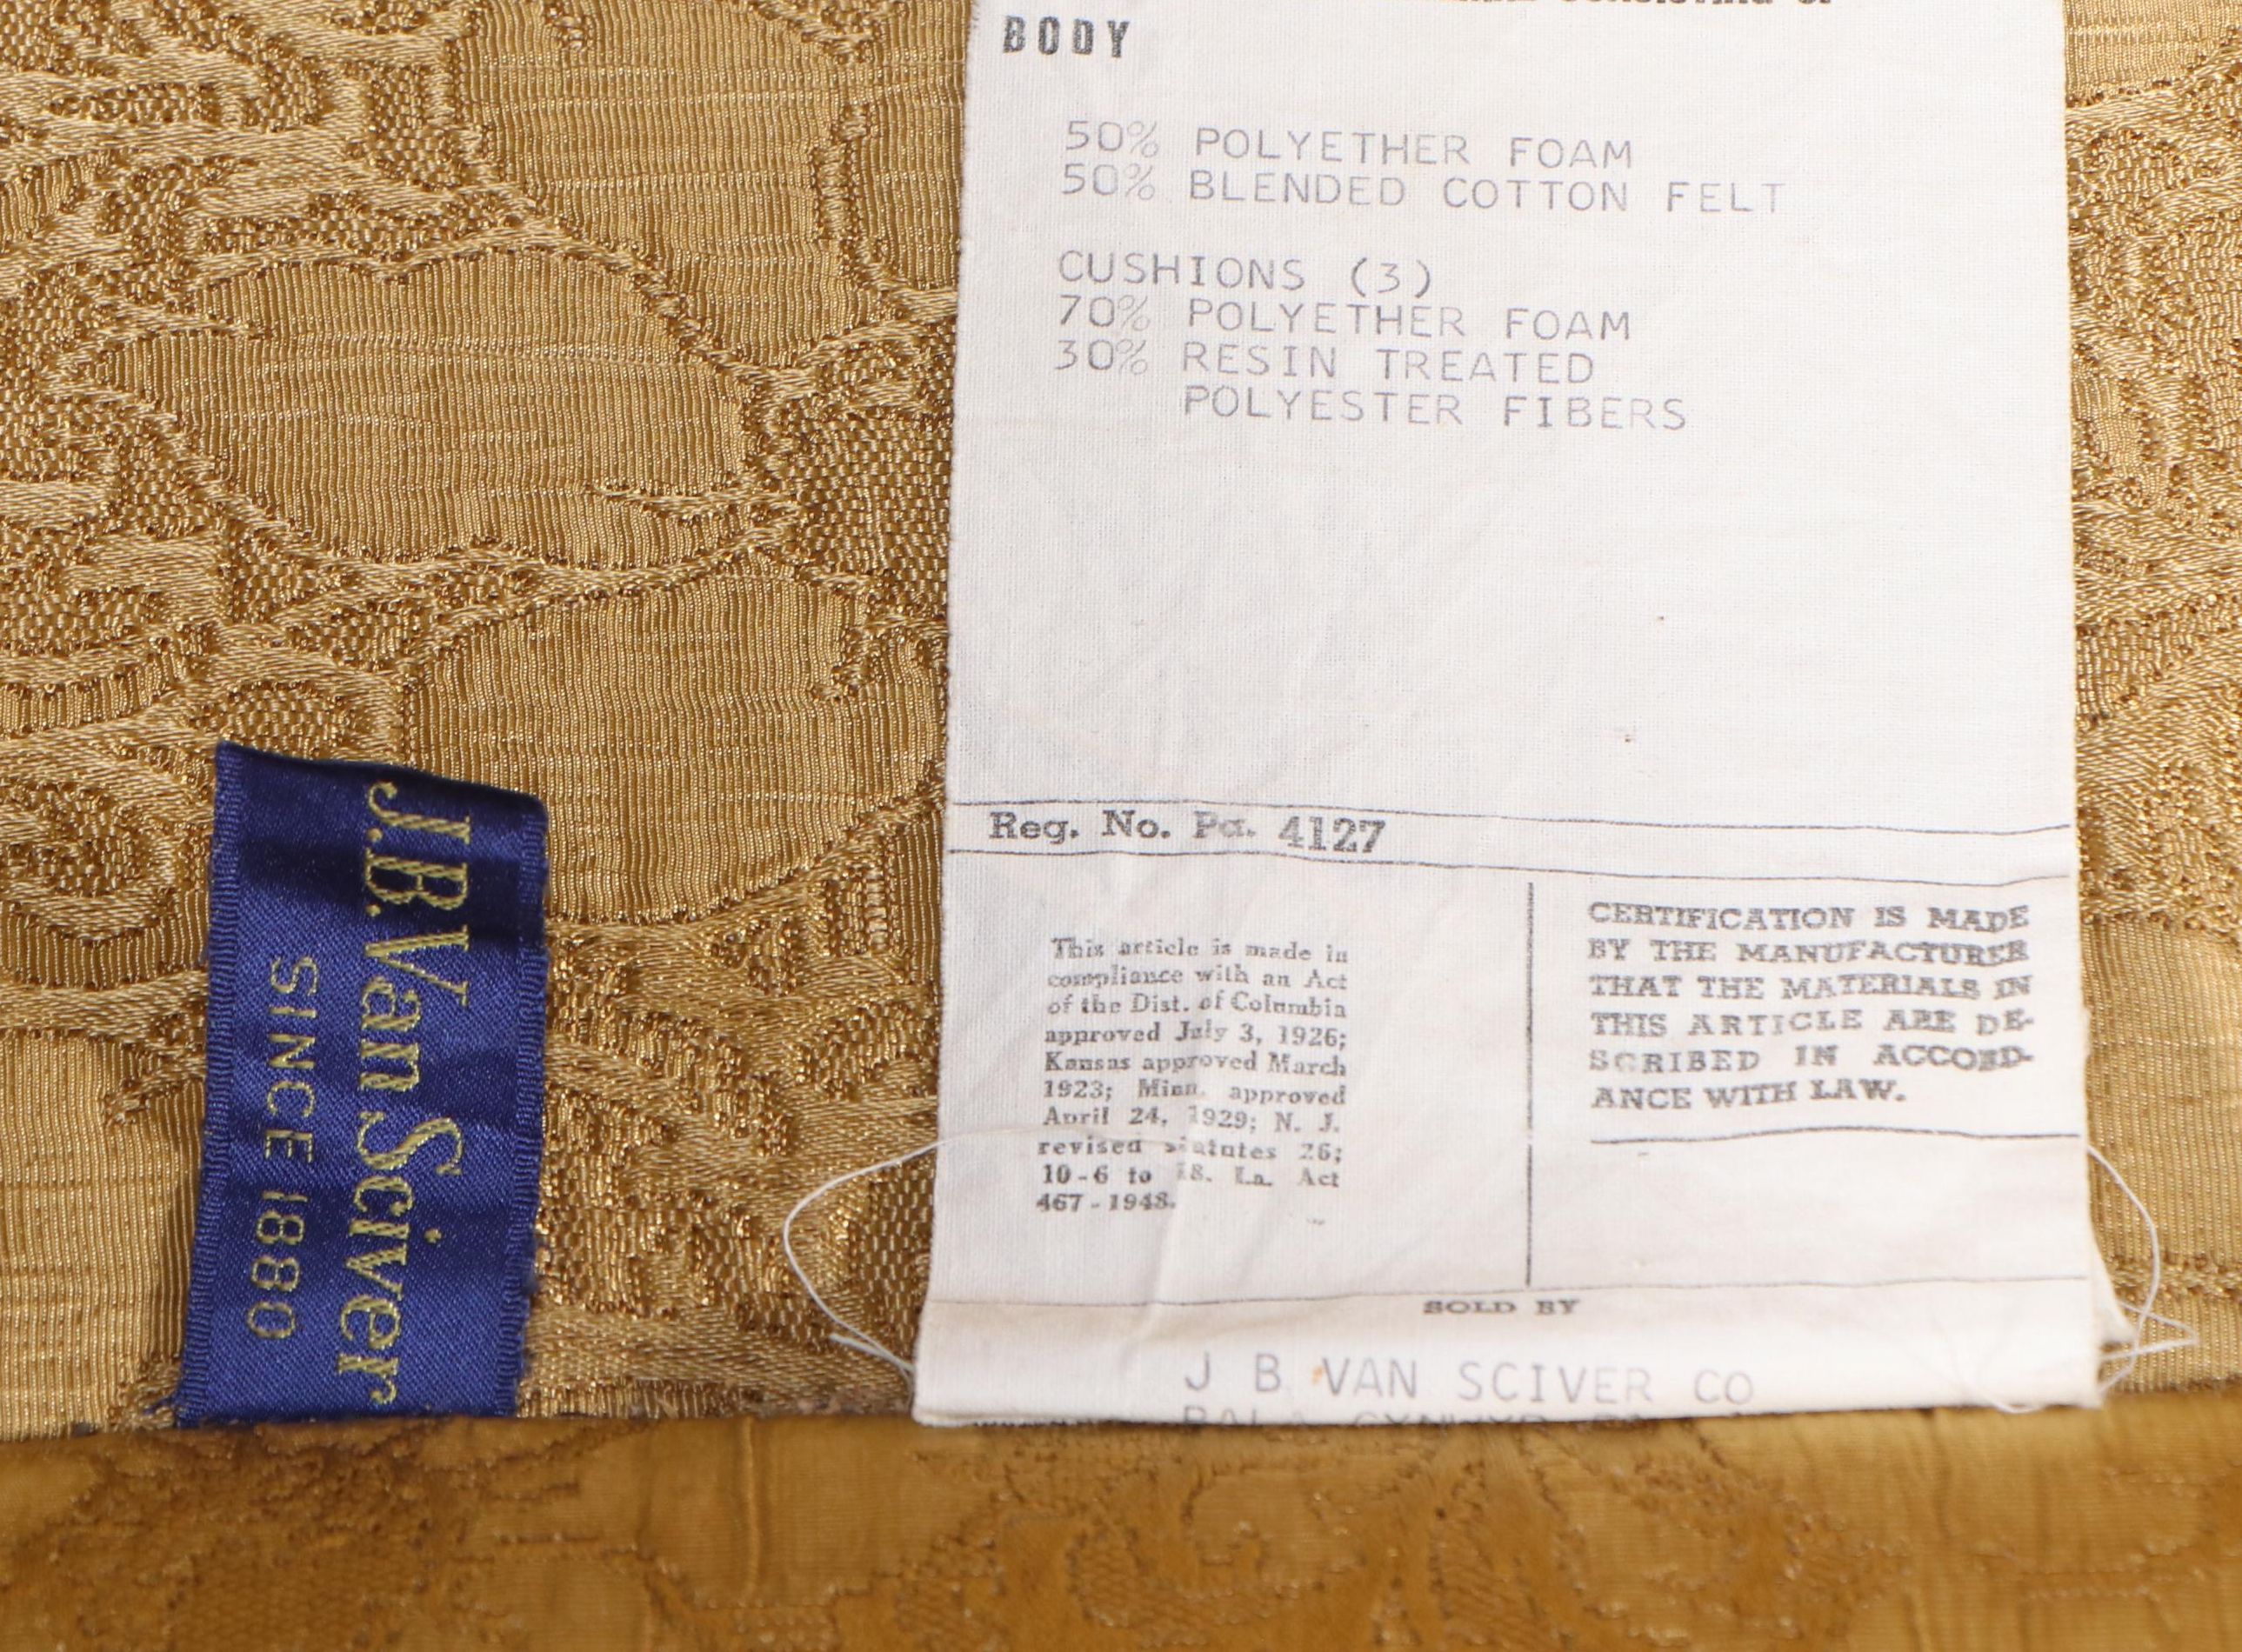 BODY
50% POLYETHER FOAM
50% BLENDED COTTON FELT
CUSHIONS (3)
70% POLYETHER FOAM
30% RESIN TREATED
POLYESTER FIBERS
Reg. No. Pa. 4127
This article is made in
compliance with an Act
of the Dist. of Columbia
approved July 3, 1926;
Kansas approved March
1923; Minn. approved
April 24, 1929; N. J.
revised statutes 26;
10-6 to 18. La. Act
467-1948.
CERTIFICATION IS MADE
BY THE MANUFACTURER
THAT THE MATERIALS IN
THIS ARTICLE ARE DE-
SCRIBED IN ACCORD-
ANCE WITH LAW.
SOLD BY
J B VAN SCIVER CO
J.B. Van Sciver
SINCE 1880